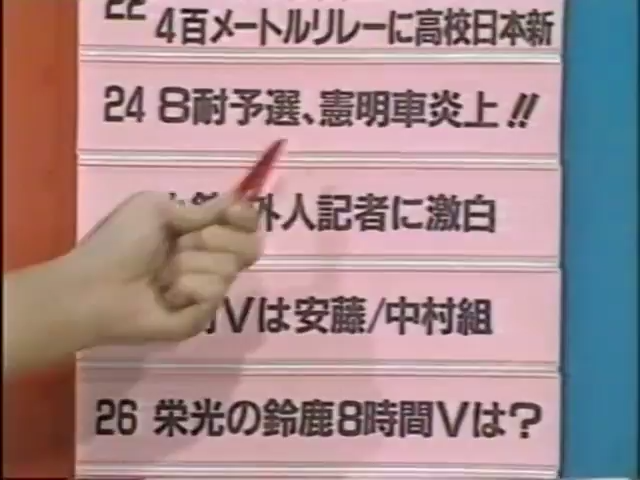 22 4百メートルリレーに高校日本新
24 8耐予選、憲明車炎上!!
外人記者に激白
Vは安藤/中村組
26 栄光の鈴鹿8時間Vは?